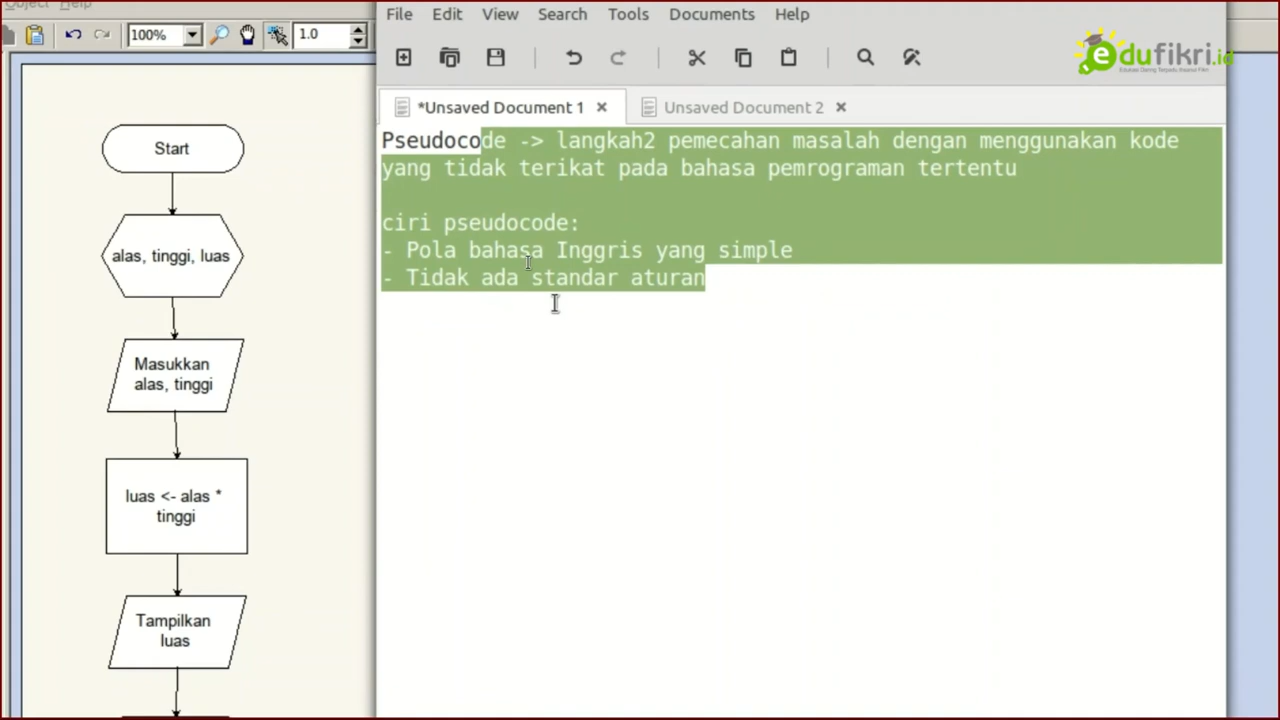 Object Help
100%
1.0
File Edit View Search Tools Documents Help
edufikri.id
*Unsaved Document 1
Unsaved Document 2
Start
alas, tinggi, luas
Masukkan
alas, tinggi
luas <- alas *
tinggi
Tampilkan
luas
Pseudocode -> langkah2 pemecahan masalah dengan menggunakan kode
yang tidak terikat pada bahasa pemrograman tertentu
ciri pseudocode:
- Pola bahasa Inggris yang simple
- Tidak ada standar aturan